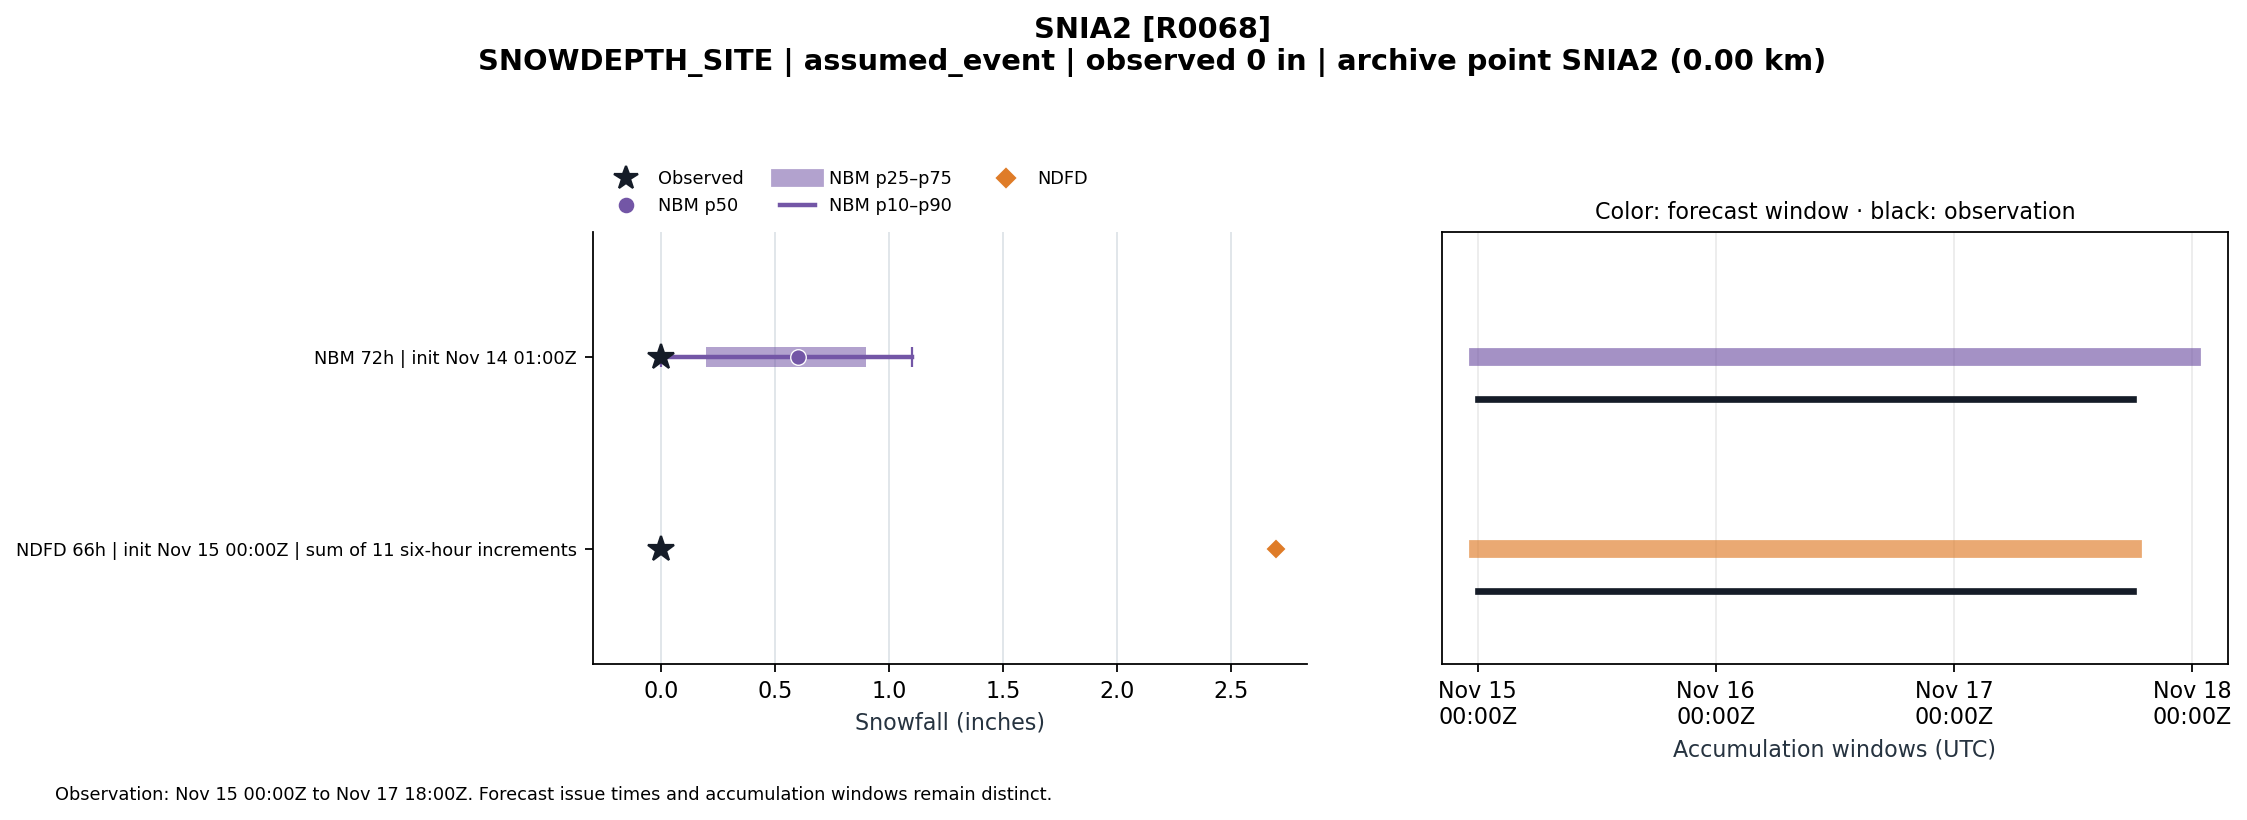 SNIA2 [R0068]
SNOWDEPTH_SITE | assumed_event | observed 0 in | archive point SNIA2 (0.00 km)
Observed
NBM p50
NBM p25–p75
NBM p10–p90
NDFD
NBM 72h | init Nov 14 01:00Z
NDFD 66h | init Nov 15 00:00Z | sum of 11 six-hour increments
0.0 0.5 1.0 1.5 2.0 2.5
Snowfall (inches)
Color: forecast window · black: observation
Nov 15 Nov 16 Nov 17 Nov 18
00:00Z 00:00Z 00:00Z 00:00Z
Accumulation windows (UTC)
Observation: Nov 15 00:00Z to Nov 17 18:00Z. Forecast issue times and accumulation windows remain distinct.